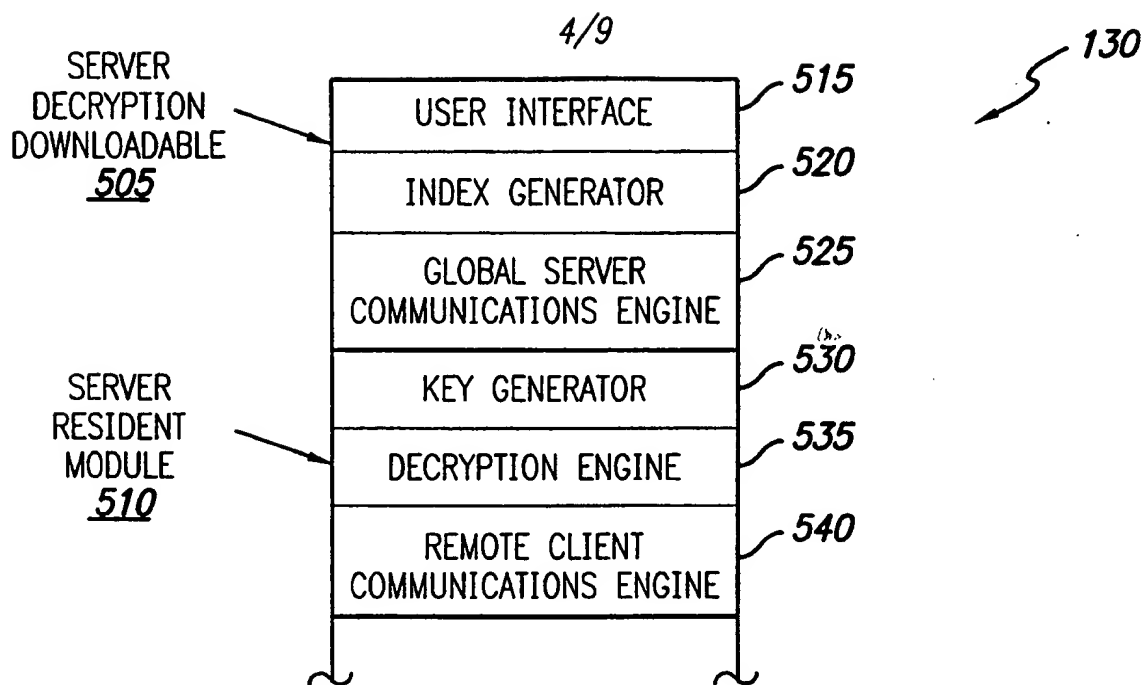 4/9
130
SERVER
DECRYPTION
DOWNLOADABLE
505
USER INTERFACE
515
INDEX GENERATOR
520
GLOBAL SERVER
COMMUNICATIONS ENGINE
525
SERVER
RESIDENT
MODULE
510
KEY GENERATOR
530
DECRYPTION ENGINE
535
REMOTE CLIENT
COMMUNICATIONS ENGINE
540